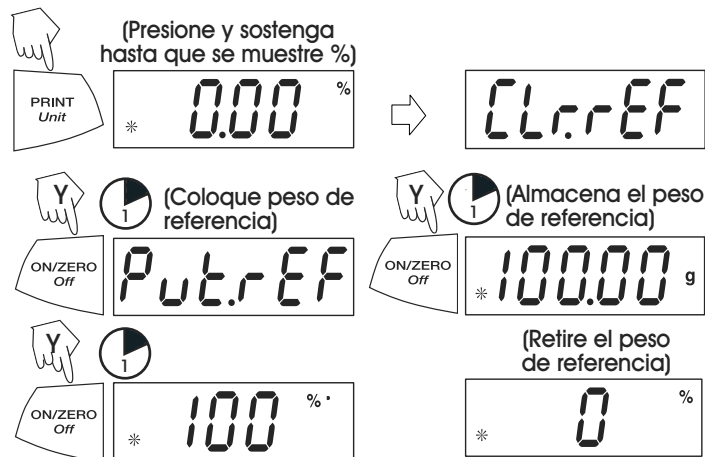 (Presione y sostenga
hasta que se muestre %)
PRINT
Unit
* 0.00 %
CLr.rEF
Y
1
(Coloque peso de
referencia)
ON/ZERO
Off
Put.rEF
Y
1
(Almacena el peso
de referencia)
ON/ZERO
Off
* 100.00 g
Y
1
ON/ZERO
Off
* 100 %
(Retire el peso
de referencia)
* 0 %